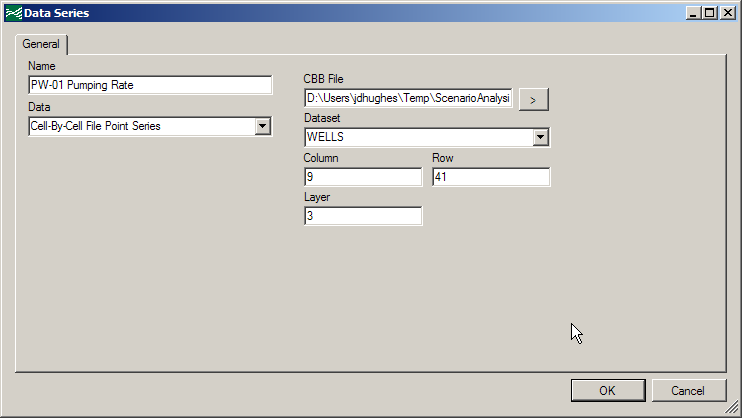 Data Series
General
Name
PW-01 Pumping Rate
Data
Cell-By-Cell File Point Series
CBB File
D:\Users\jdhughes\Temp\ScenarioAnalysi
>
Dataset
WELLS
Column
Row
9
41
Layer
3
OK
Cancel